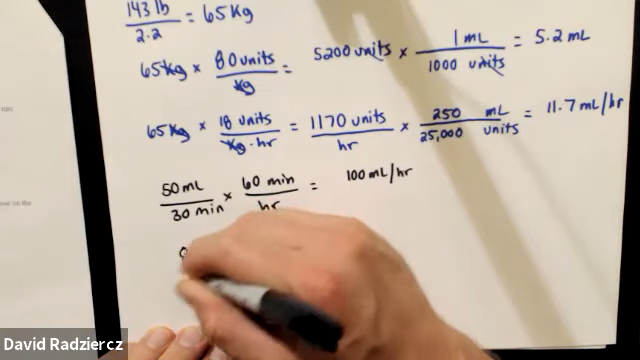 143 lb / 2.2 = 65 Kg
65 Kg × 80 units / Kg = 5200 units × 1 mL / 1000 units = 5.2 mL
65 Kg × 18 units / Kg · hr = 1170 units / hr × 250 mL / 25,000 units = 11.7 mL/hr
50 mL / 30 min × 60 min / hr = 100 mL/hr
David Radziercz